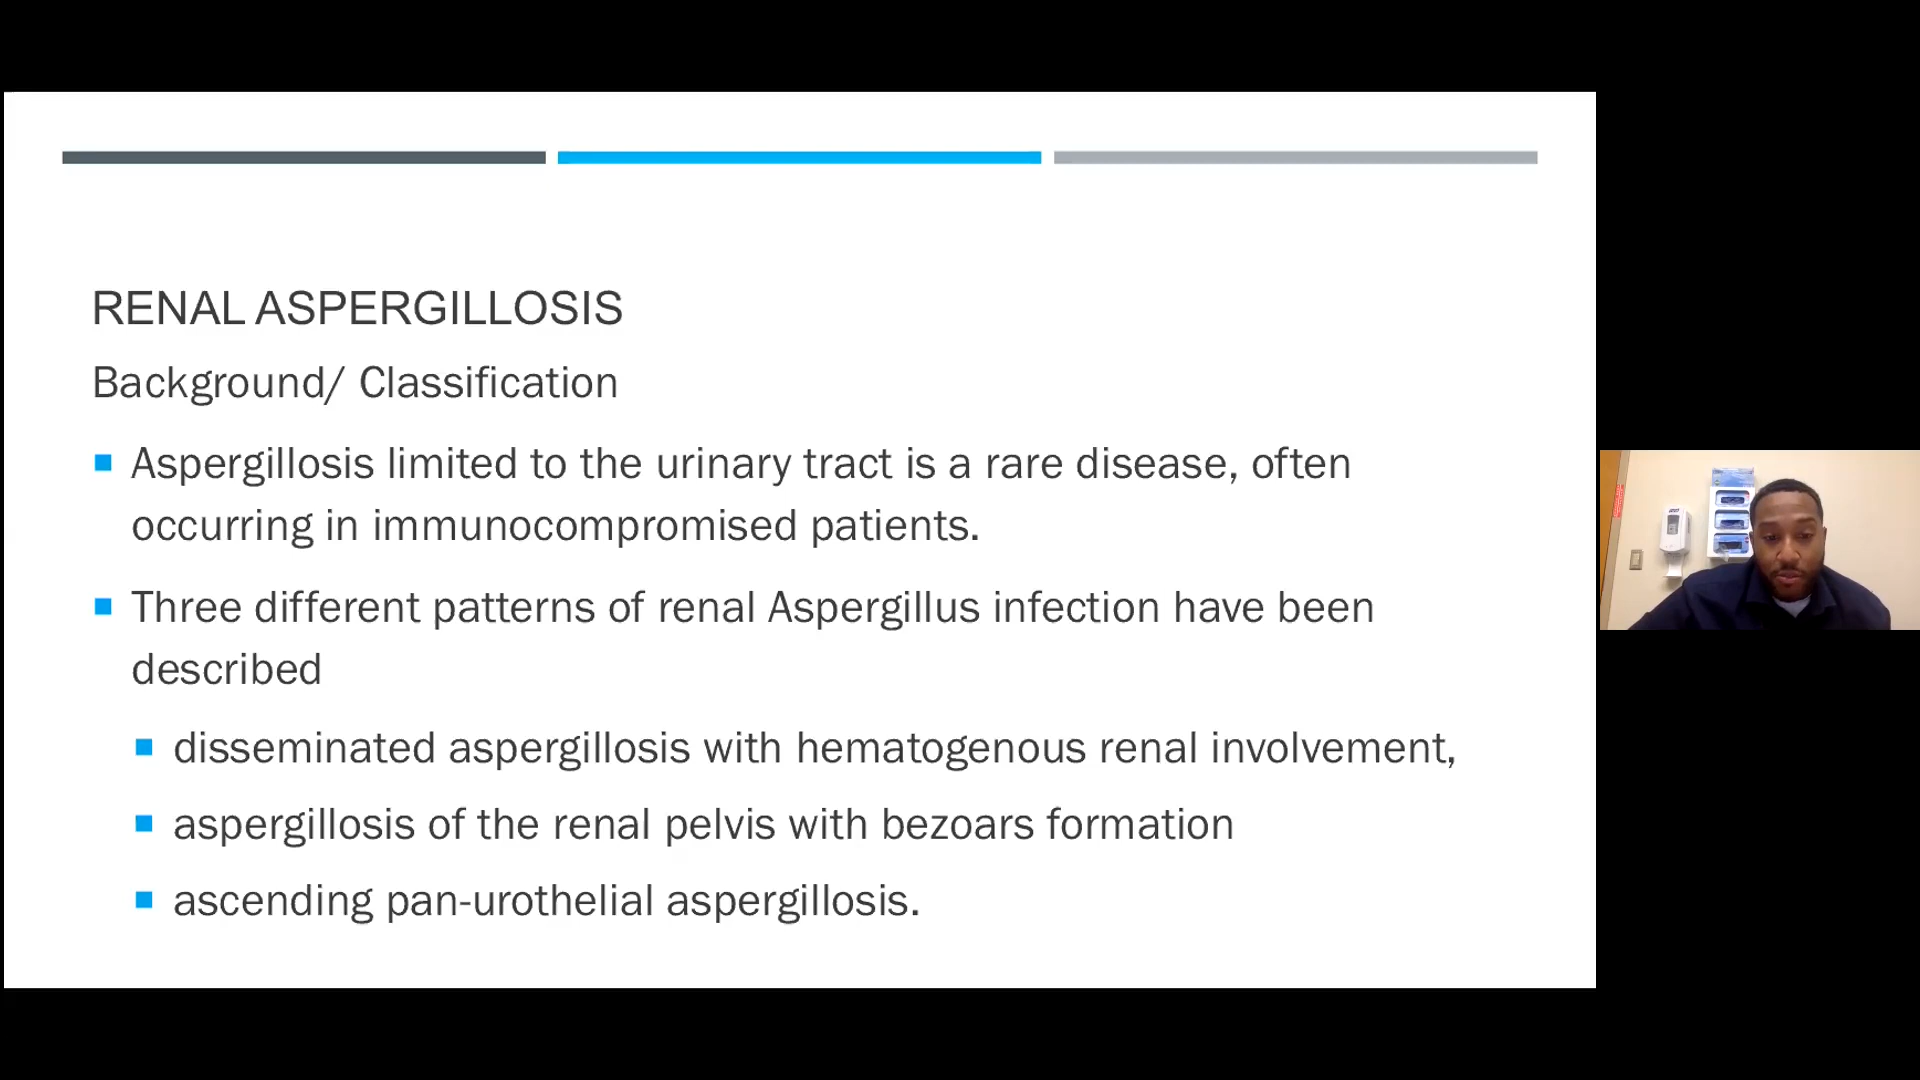 RENAL ASPERGILLOSIS
Background/ Classification
Aspergillosis limited to the urinary tract is a rare disease, often
occurring in immunocompromised patients.
Three different patterns of renal Aspergillus infection have been
described
disseminated aspergillosis with hematogenous renal involvement,
aspergillosis of the renal pelvis with bezoars formation
ascending pan-urothelial aspergillosis.